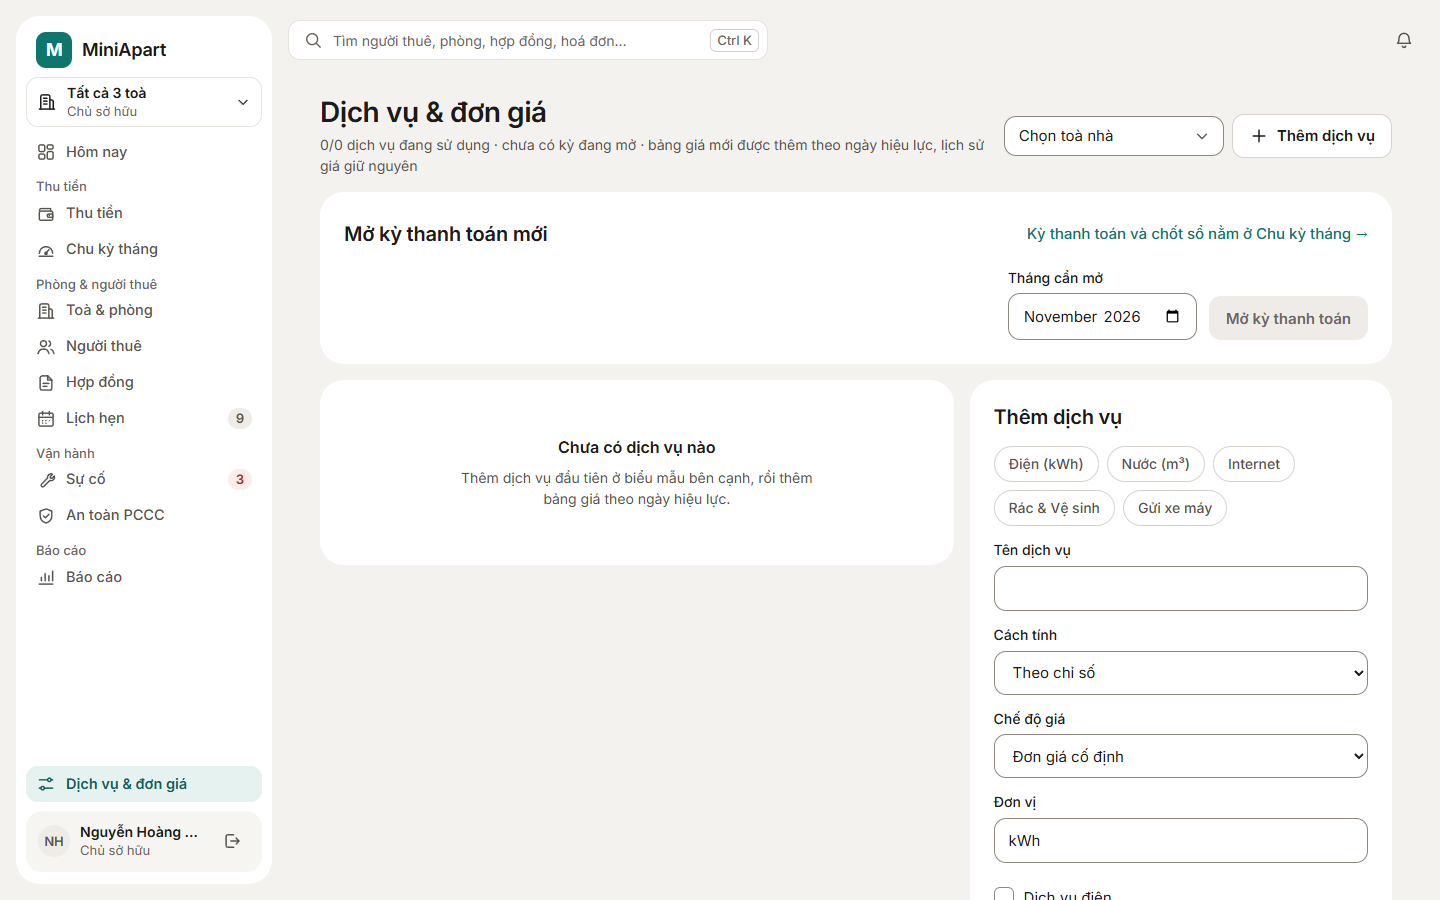 M MiniApart
Tất cả 3 toà
Chủ sở hữu
Hôm nay
Thu tiền
Thu tiền
Chu kỳ tháng
Phòng & người thuê
Toà & phòng
Người thuê
Hợp đồng
Lịch hẹn 9
Vận hành
Sự cố 3
An toàn PCCC
Báo cáo
Báo cáo
Dịch vụ & đơn giá
NH
Nguyễn Hoàng ...
Chủ sở hữu
Tìm người thuê, phòng, hợp đồng, hoá đơn... Ctrl K
Dịch vụ & đơn giá
0/0 dịch vụ đang sử dụng · chưa có kỳ đang mở · bảng giá mới được thêm theo ngày hiệu lực, lịch sử
giá giữ nguyên
Chọn toà nhà
Thêm dịch vụ
Mở kỳ thanh toán mới
Kỳ thanh toán và chốt sổ nằm ở Chu kỳ tháng →
Tháng cần mở
November 2026
Mở kỳ thanh toán
Chưa có dịch vụ nào
Thêm dịch vụ đầu tiên ở biểu mẫu bên cạnh, rồi thêm
bảng giá theo ngày hiệu lực.
Thêm dịch vụ
Điện (kWh) Nước (m³) Internet
Rác & Vệ sinh Gửi xe máy
Tên dịch vụ
Cách tính
Theo chỉ số
Chế độ giá
Đơn giá cố định
Đơn vị
kWh
Dịch vụ điện